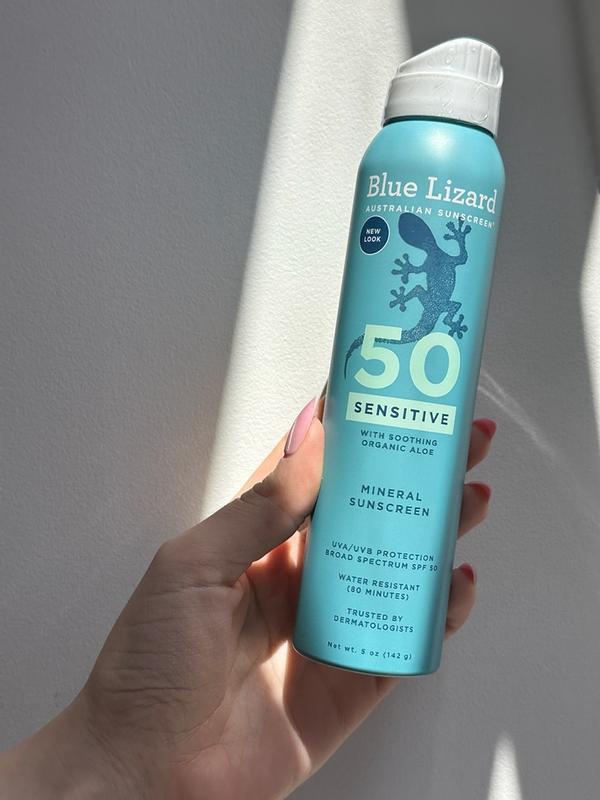 Blue Lizard
AUSTRALIAN SUNSCREEN®
NEW
LOOK
50
SENSITIVE
WITH SOOTHING
ORGANIC ALOE
MINERAL
SUNSCREEN
UVA/UVB PROTECTION
BROAD SPECTRUM SPF 50
WATER RESISTANT
(80 MINUTES)
TRUSTED BY
DERMATOLOGISTS
Net wt. 5 oz (142 g)